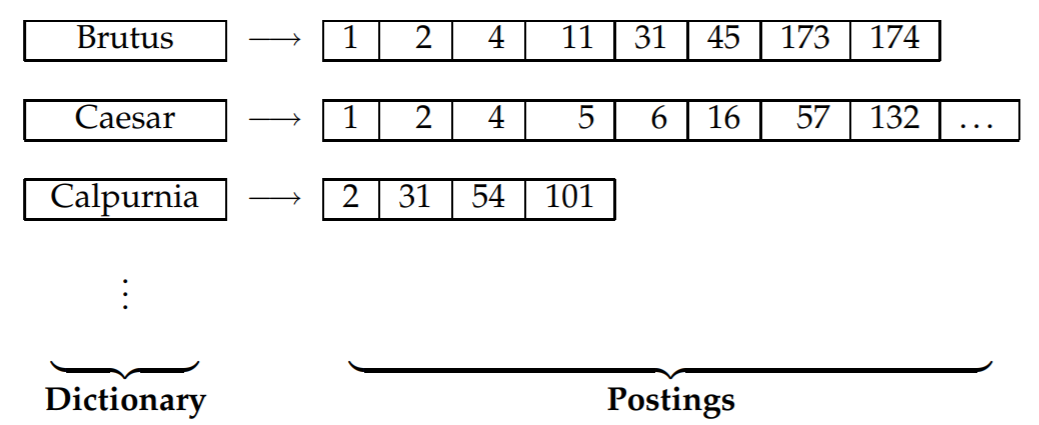 Brutus ⟶ 1 2 4 11 31 45 173 174
Caesar ⟶ 1 2 4 5 6 16 57 132 …
Calpurnia ⟶ 2 31 54 101
⋮
Dictionary Postings